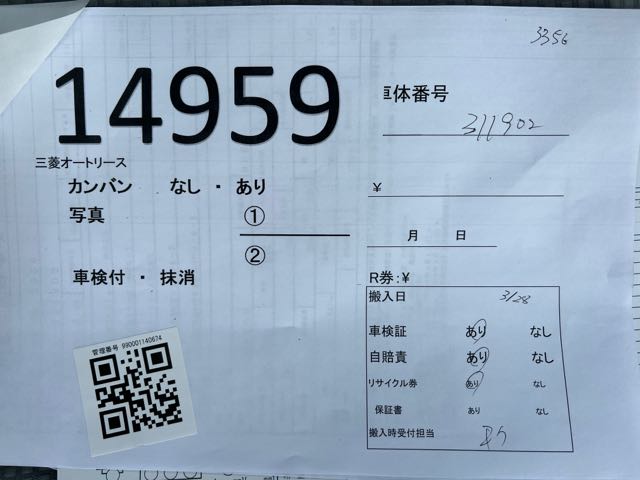 3356
14959
車体番号
311902
三菱オートリース
カンバン なし ・ あり
¥
写真 ①
②
月 日
車検付 ・ 抹消
R券:¥
搬入日 3/28
車検証 あり なし
自賠責 あり なし
リサイクル券 あり なし
保証書 あり なし
搬入時受付担当
管理番号 990001140674